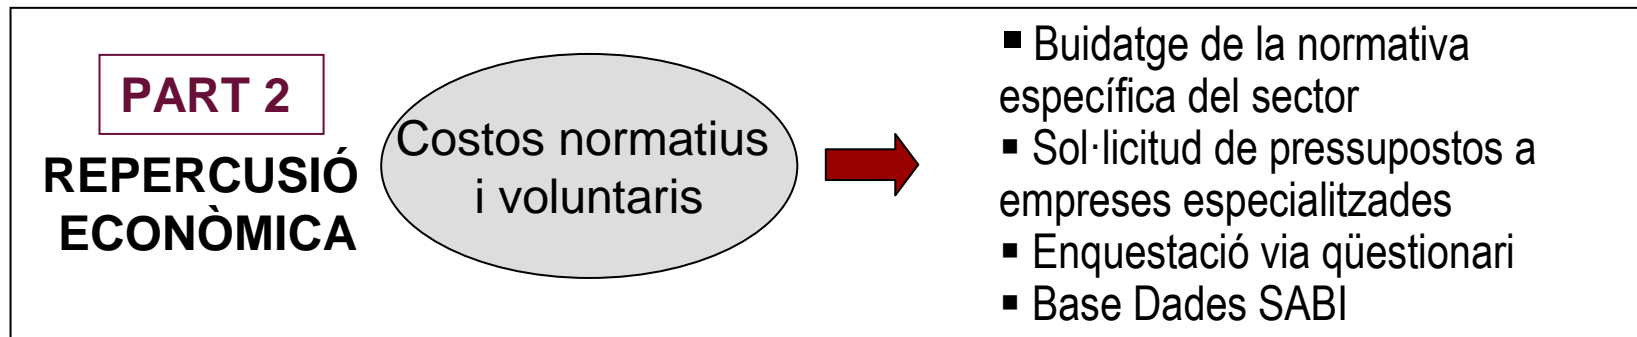 PART 2
REPERCUSIÓ
ECONÒMICA
Costos normatius
i voluntaris
▪ Buidatge de la normativa
específica del sector
▪ Sol·licitud de pressupostos a
empreses especialitzades
▪ Enquestació via qüestionari
▪ Base Dades SABI